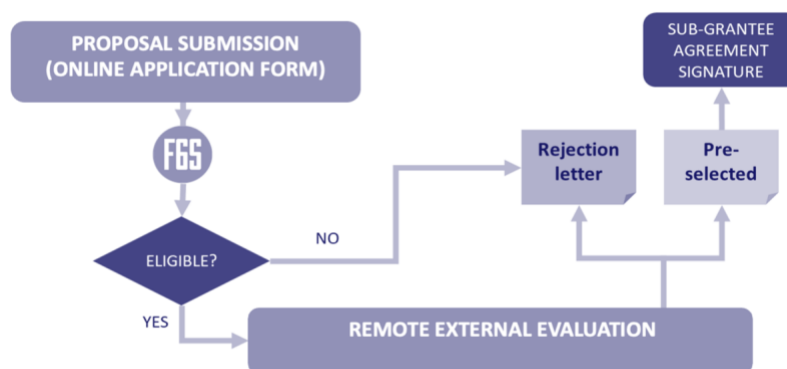 PROPOSAL SUBMISSION
(ONLINE APPLICATION FORM)
SUB-GRANTEE
AGREEMENT
SIGNATURE
F6S
Rejection
letter
Pre-
selected
NO
ELIGIBLE?
YES
REMOTE EXTERNAL EVALUATION